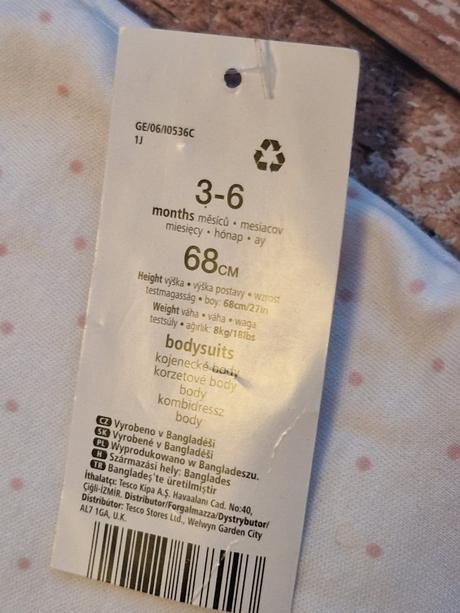 GE/06/I0536C
1J
3-6
months měsíců • mesiacov
miesięcy • hónap • ay
68CM
Height výška • výška postavy • wzrost
testmagasság • boy: 68cm/27in
Weight váha • váha • waga
testsúly • ağırlık: 8kg/18lbs
bodysuits
kojenecké body
korzetové body
body
kombidressz
body
CZ Vyrobeno v Bangladéši
SK Vyrobené v Bangladéši
PL Wyprodukowano w Bangladeszu.
H Származási hely: Banglades
TR Bangladeş'te üretilmiştir
İthalatçı: Tesco Kipa A.Ş. Havaalanı Cad. No:40,
Çiğli-İZMİR. Distributor/Forgalmazza/Dystrybutor/
Distribútor: Tesco Stores Ltd., Welwyn Garden City
AL7 1GA, U.K.